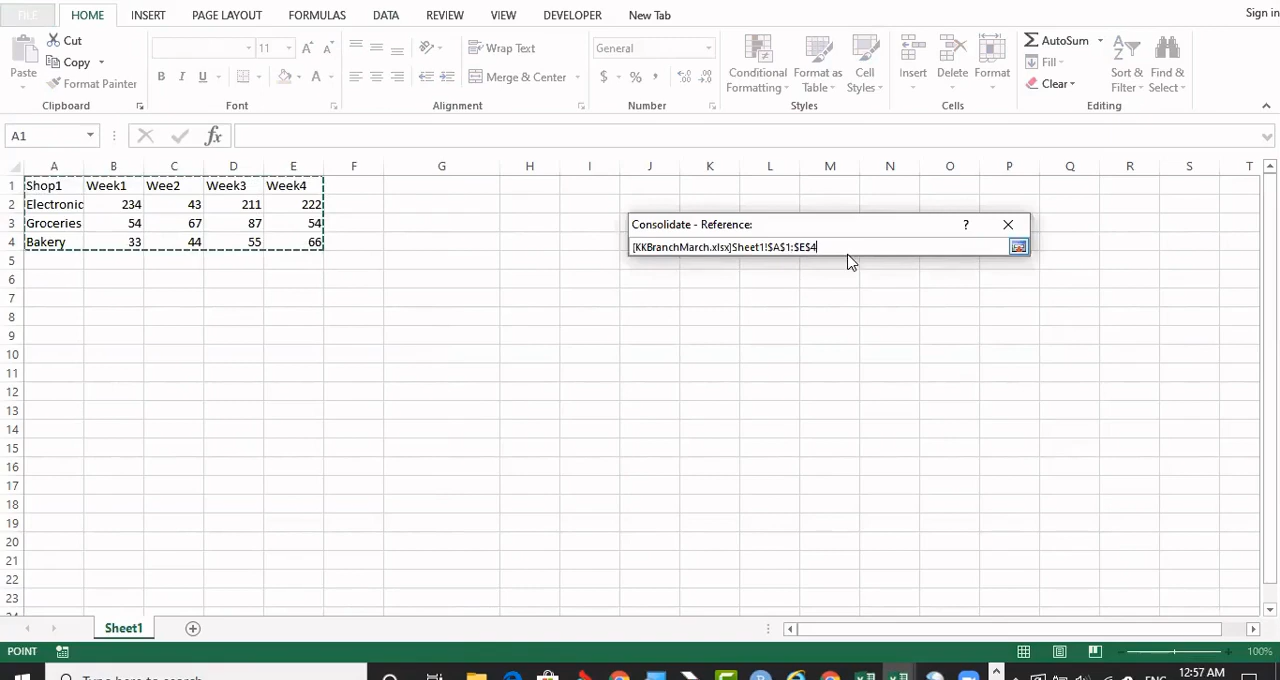 FILE HOME INSERT PAGE LAYOUT FORMULAS DATA REVIEW VIEW DEVELOPER New Tab Sign in
Paste Cut Copy Format Painter
11 B I U A A A
Wrap Text
Merge & Center
General
$ % ,
Conditional Formatting Format as Table Cell Styles
Insert Delete Format
AutoSum
Fill
Clear
Sort & Filter Find & Select
Clipboard Font Alignment Number Styles Cells Editing
A1 fx
A B C D E F G H I J K L M N O P Q R S T
1 Shop1 Week1 Wee2 Week3 Week4
2 Electronic 234 43 211 222
3 Groceries 54 67 87 54
4 Bakery 33 44 55 66
Consolidate - Reference: ?
[KKBranchMarch.xlsx]Sheet1!$A$1:$E$4
5
6
7
8
9
10
11
12
13
14
15
16
17
18
19
20
21
22
23
Sheet1
POINT 100%
Type here to search ENG 12:57 AM